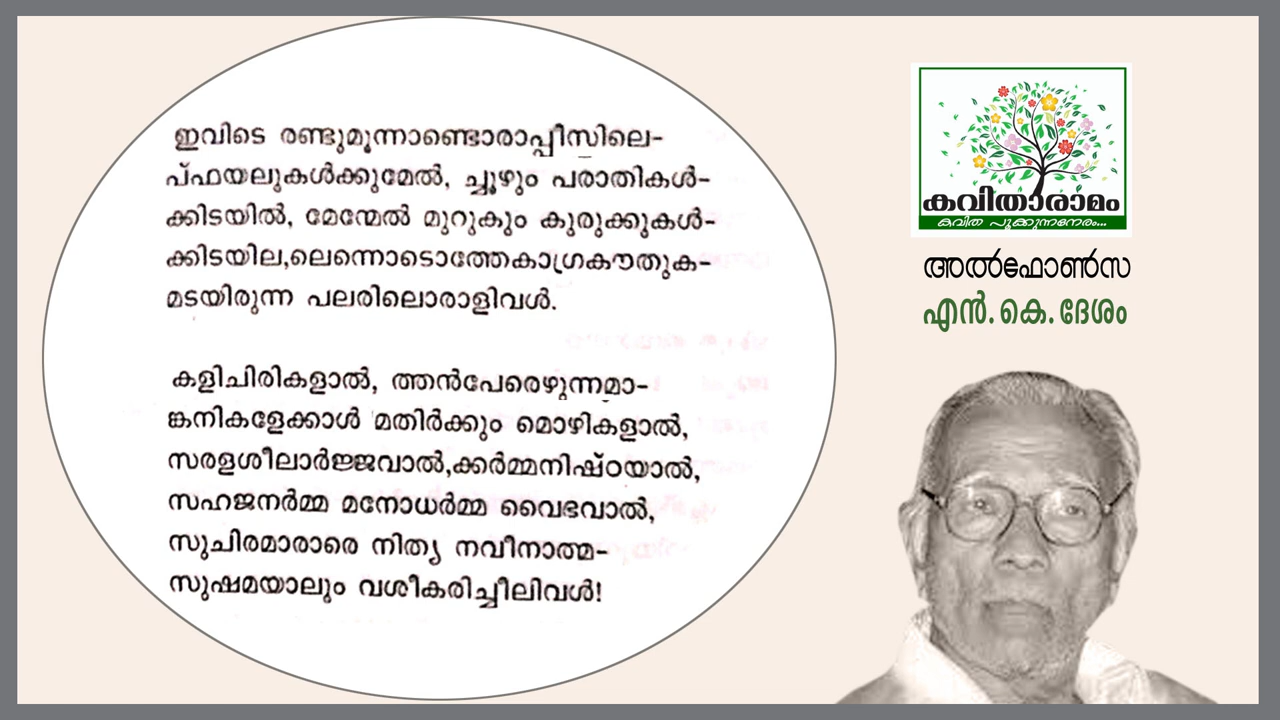 ഇവിടെ രണ്ടുമൂന്നാണ്ടൊരാപ്പീസിലെ-
പ്ഫയലുകൾക്കുമേൽ, ച്ചൂഴും പരാതികൾ-
ക്കിടയിൽ, മേന്മേൽ മുറുകും കുരുക്കുകൾ-
ക്കിടയില,ലെന്നൊടൊത്തേകാഗ്രകൗതുക-
മടയിരുന്ന പലരിലൊരാളിവൾ.
കളിചിരികളാൽ, ത്തൻപേരെഴുന്നമാ-
ങ്കനികളേക്കാൾ മതിർക്കും മൊഴികളാൽ,
സരളശീലാർജ്ജവാൽ,ക്കർമ്മനിഷ്ഠയാൽ,
സഹജനർമ്മ മനോധർമ്മ വൈഭവാൽ,
സുചിരമാരാരെ നിത്യ നവീനാത്മ-
സുഷമയാലും വശീകരിച്ചീലിവൾ!
കവിതാരാമം
കവിത പൂക്കുന്നനേരം...
അൽഫോൺസ
എൻ.കെ.ദേശം